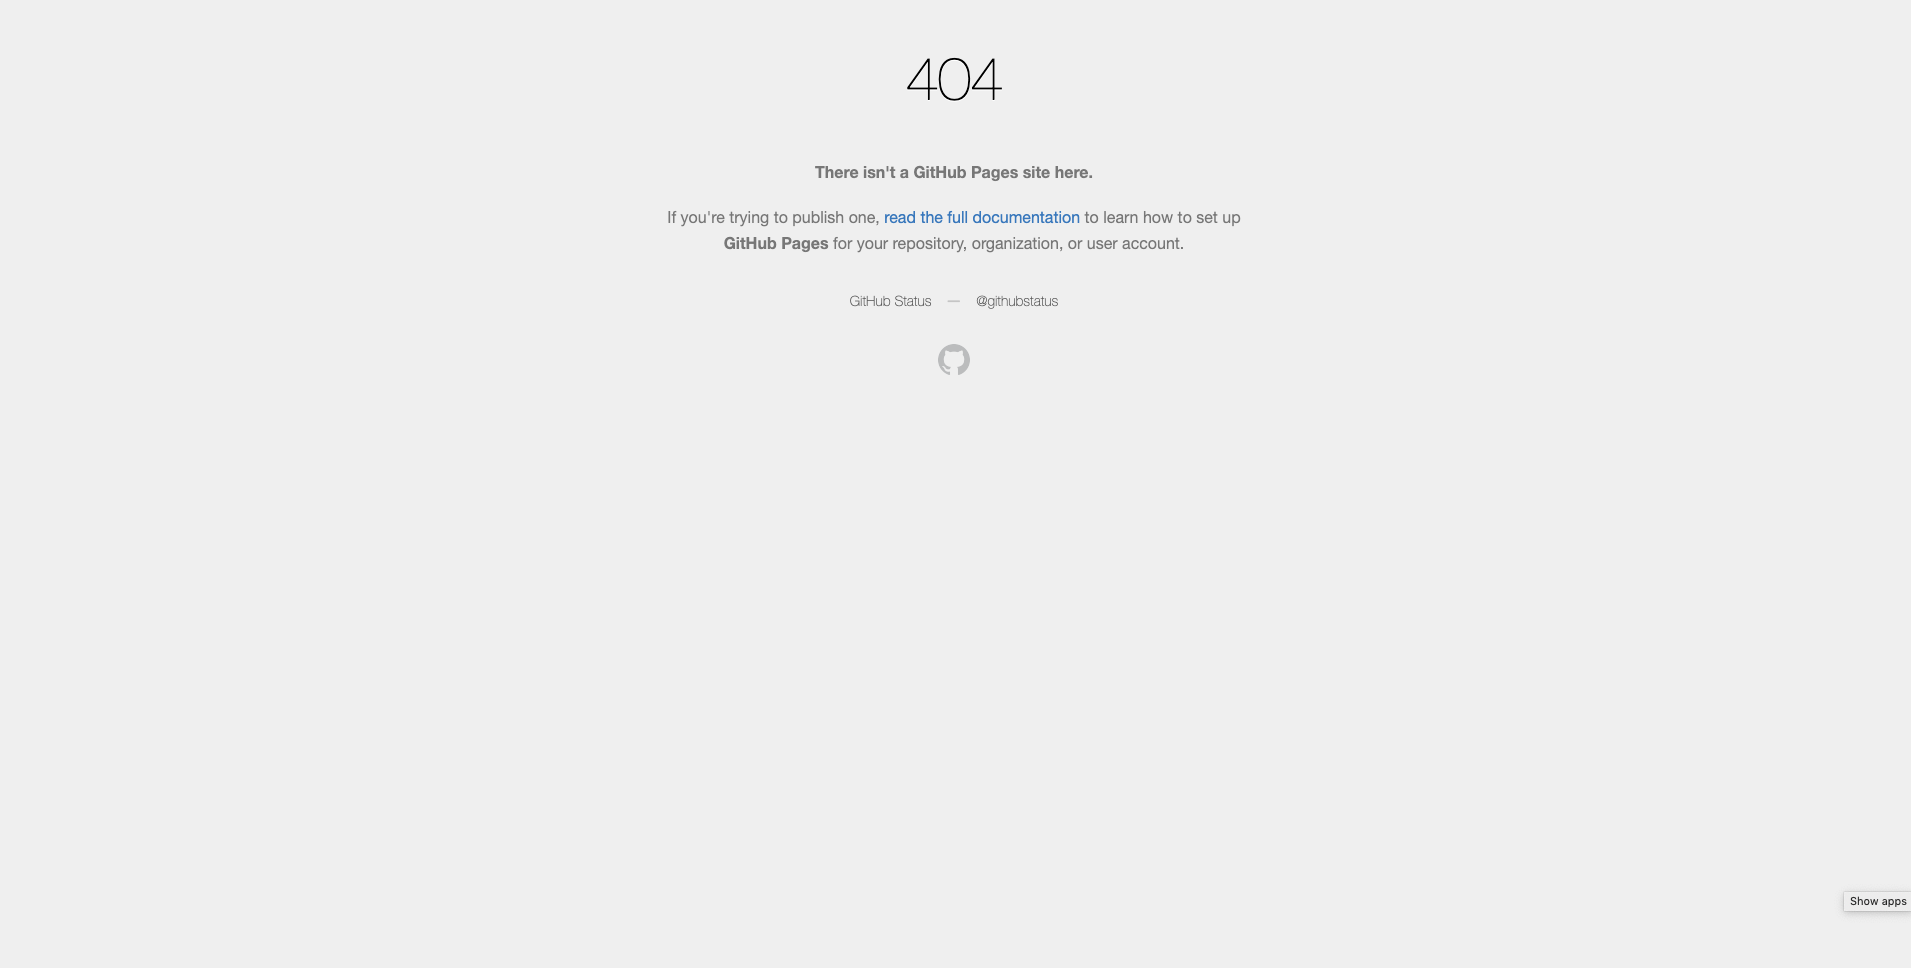 404
There isn't a GitHub Pages site here.
If you're trying to publish one, read the full documentation to learn how to set up
GitHub Pages for your repository, organization, or user account.
GitHub Status — @githubstatus
Show apps